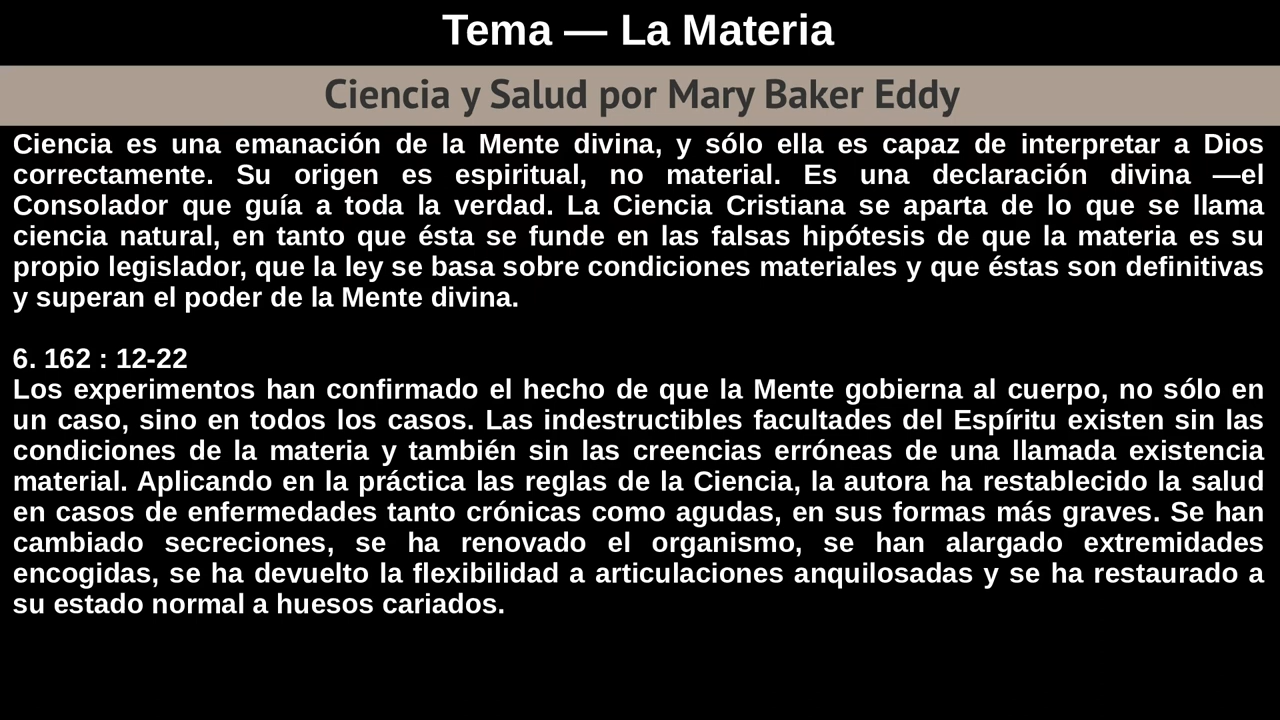 Tema — La Materia
Ciencia y Salud por Mary Baker Eddy
Ciencia es una emanación de la Mente divina, y sólo ella es capaz de interpretar a Dios
correctamente. Su origen es espiritual, no material. Es una declaración divina —el
Consolador que guía a toda la verdad. La Ciencia Cristiana se aparta de lo que se llama
ciencia natural, en tanto que ésta se funde en las falsas hipótesis de que la materia es su
propio legislador, que la ley se basa sobre condiciones materiales y que éstas son definitivas
y superan el poder de la Mente divina.
6. 162 : 12-22
Los experimentos han confirmado el hecho de que la Mente gobierna al cuerpo, no sólo en
un caso, sino en todos los casos. Las indestructibles facultades del Espíritu existen sin las
condiciones de la materia y también sin las creencias erróneas de una llamada existencia
material. Aplicando en la práctica las reglas de la Ciencia, la autora ha restablecido la salud
en casos de enfermedades tanto crónicas como agudas, en sus formas más graves. Se han
cambiado secreciones, se ha renovado el organismo, se han alargado extremidades
encogidas, se ha devuelto la flexibilidad a articulaciones anquilosadas y se ha restaurado a
su estado normal a huesos cariados.